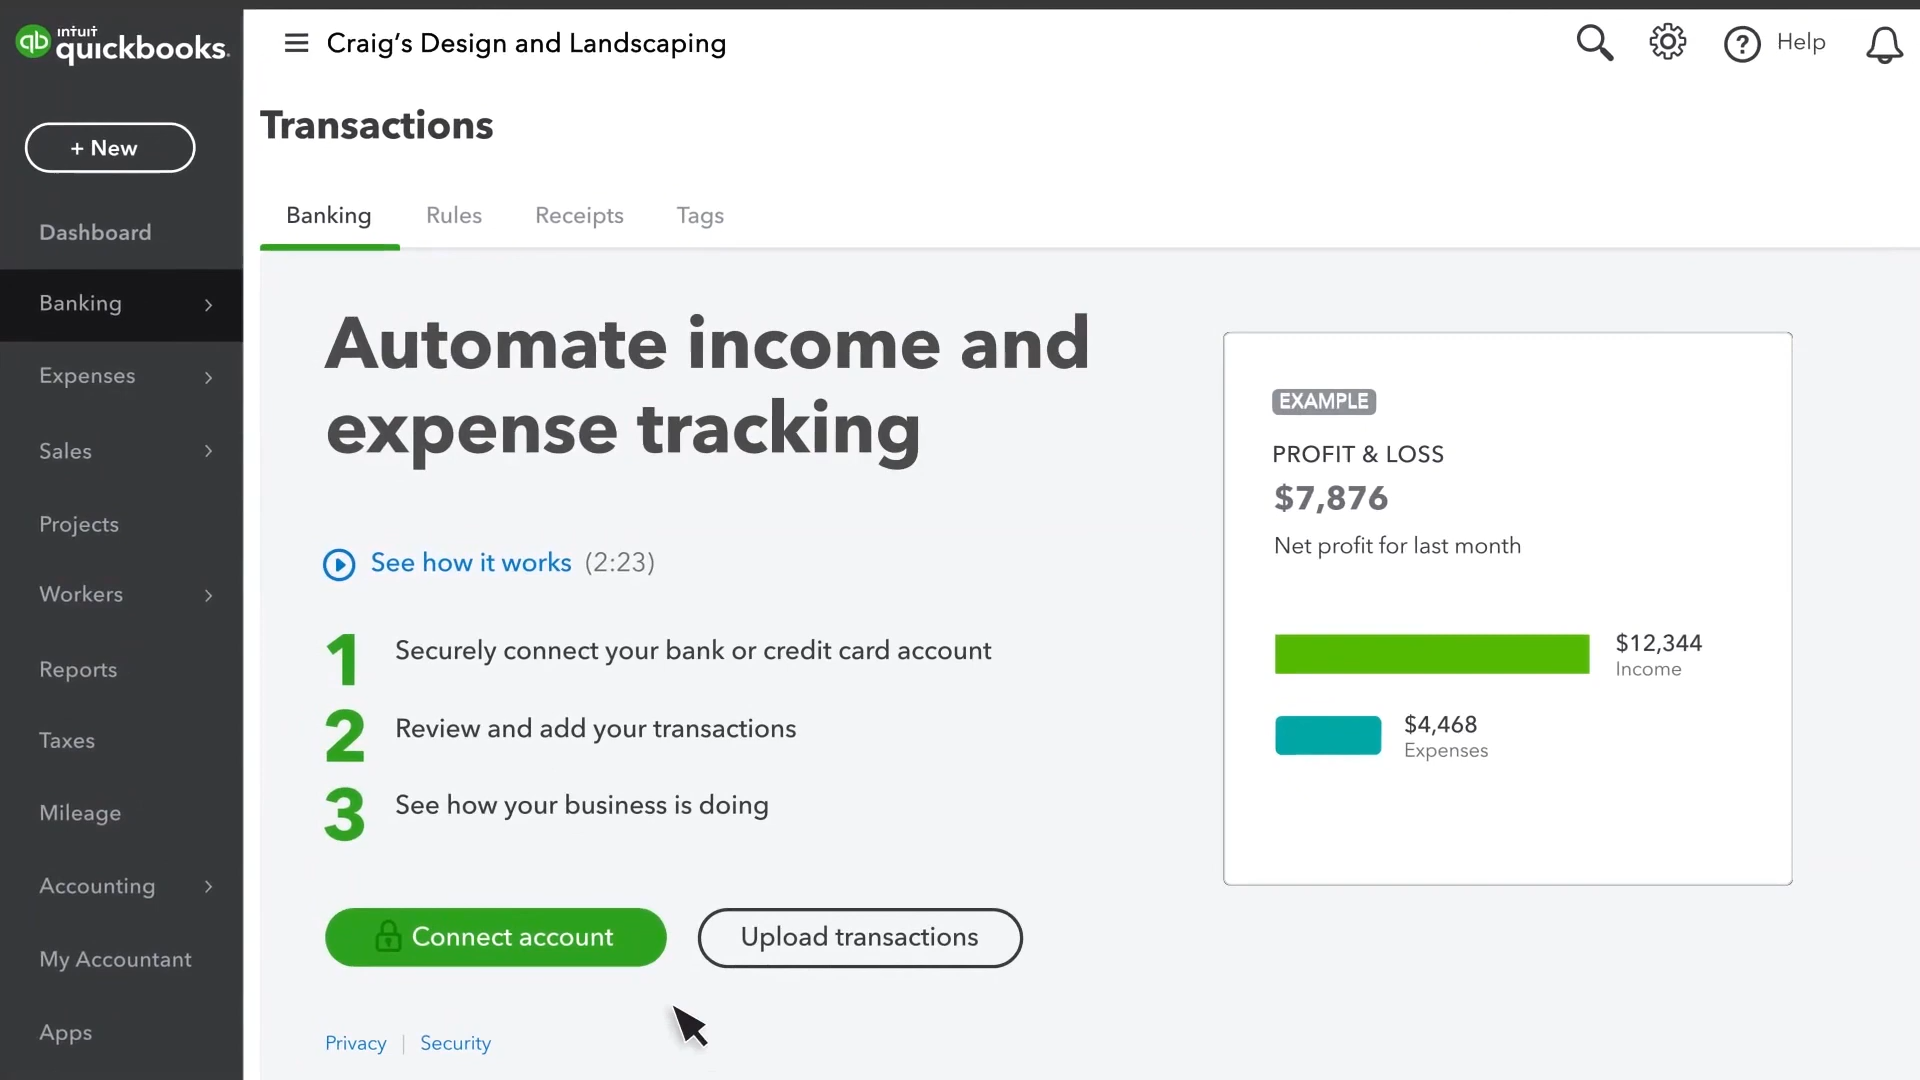 intuit
quickbooks.
Craig's Design and Landscaping
Help
+ New
Dashboard
Banking
Expenses
Sales
Projects
Workers
Reports
Taxes
Mileage
Accounting
My Accountant
Apps
Transactions
Banking Rules Receipts Tags
Automate income and
expense tracking
See how it works (2:23)
1 Securely connect your bank or credit card account
2 Review and add your transactions
3 See how your business is doing
Connect account Upload transactions
Privacy | Security
EXAMPLE
PROFIT & LOSS
$7,876
Net profit for last month
$12,344
Income
$4,468
Expenses